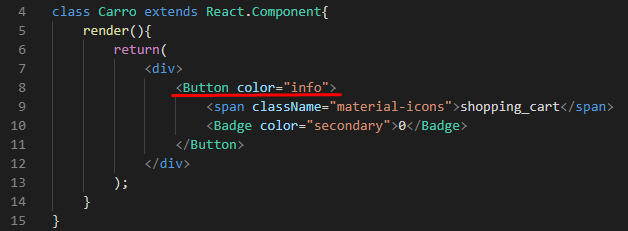 4 class Carro extends React.Component{
5 render(){
6 return(
7 <div>
8 <Button color="info">
9 <span className="material-icons">shopping_cart</span>
10 <Badge color="secondary">0</Badge>
11 </Button>
12 </div>
13 );
14 }
15 }